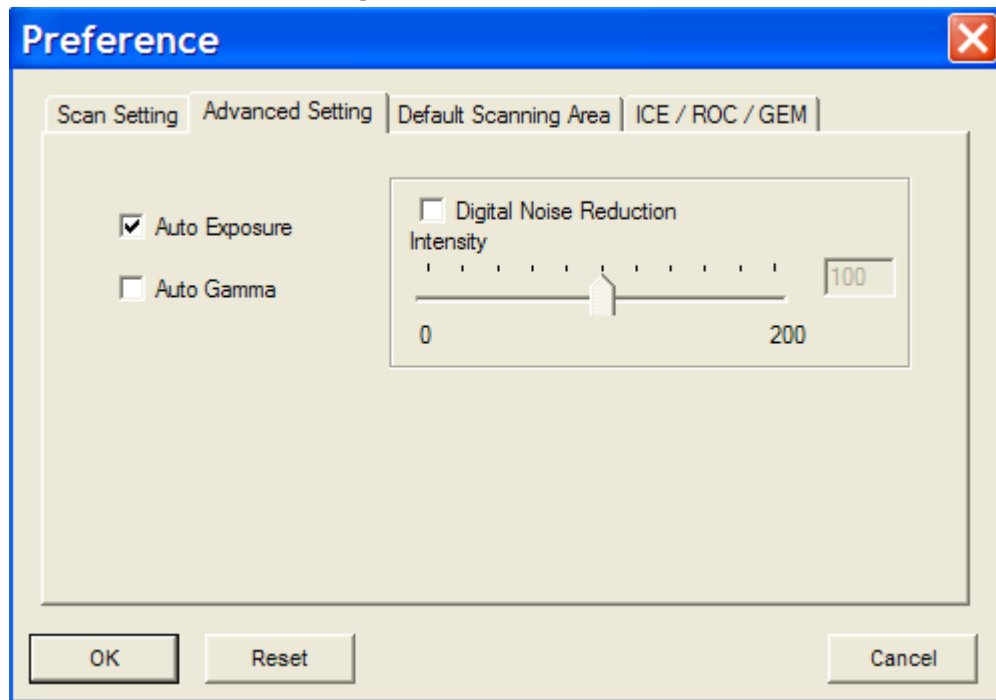 Preference
Scan Setting Advanced Setting Default Scanning Area ICE / ROC / GEM
Auto Exposure
Auto Gamma
Digital Noise Reduction
Intensity
100
0 200
OK Reset Cancel